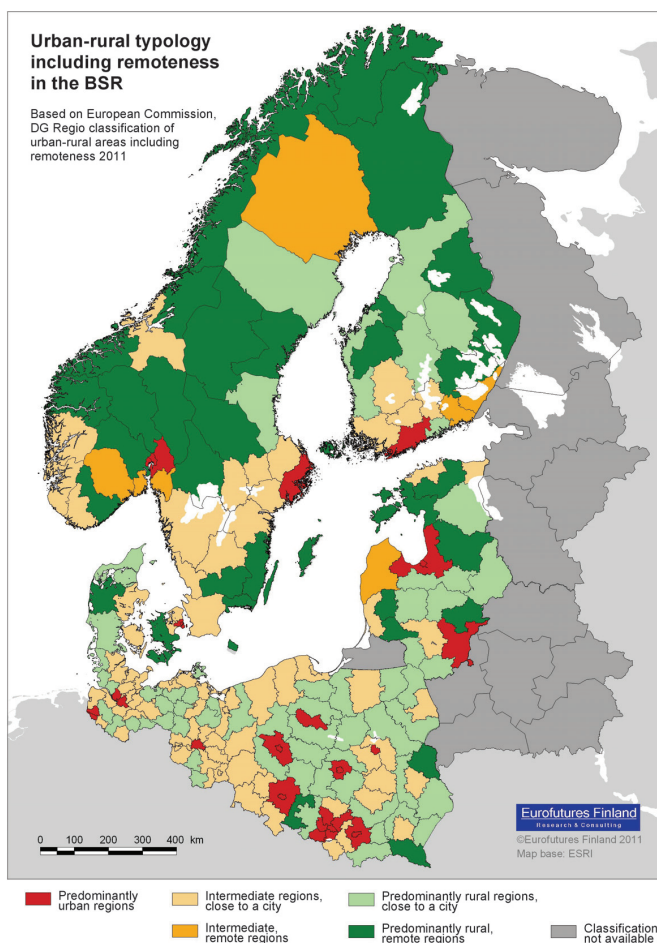 Urban-rural typology
including remoteness
in the BSR
Based on European Commission,
DG Regio classification of
urban-rural areas including
remoteness 2011
0 100 200 300 400 km
Eurofutures Finland
Research & Consulting
©Eurofutures Finland 2011
Map base: ESRI
Predominantly
urban regions
Intermediate regions,
close to a city
Predominantly rural regions,
close to a city
Intermediate,
remote regions
Predominantly rural,
remote regions
Classification
not available